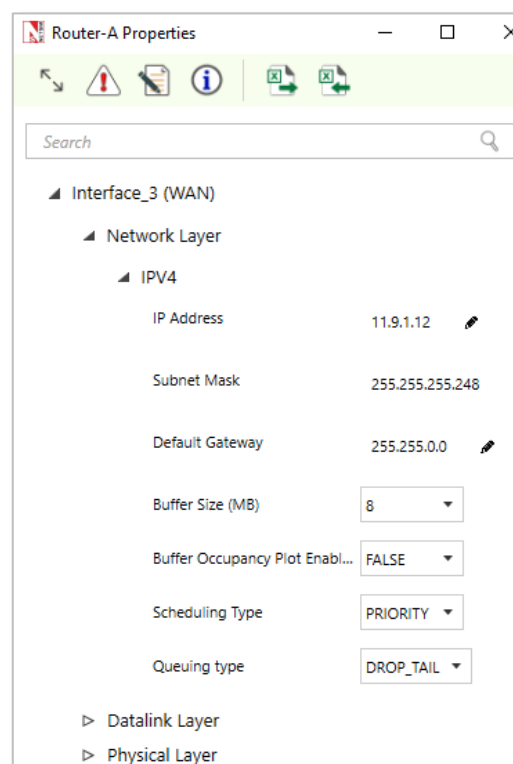 Router-A Properties
Search
Interface_3 (WAN)
Network Layer
IPV4
IP Address 11.9.1.12
Subnet Mask 255.255.255.248
Default Gateway 255.255.0.0
Buffer Size (MB) 8
Buffer Occupancy Plot Enabl... FALSE
Scheduling Type PRIORITY
Queuing type DROP_TAIL
Datalink Layer
Physical Layer